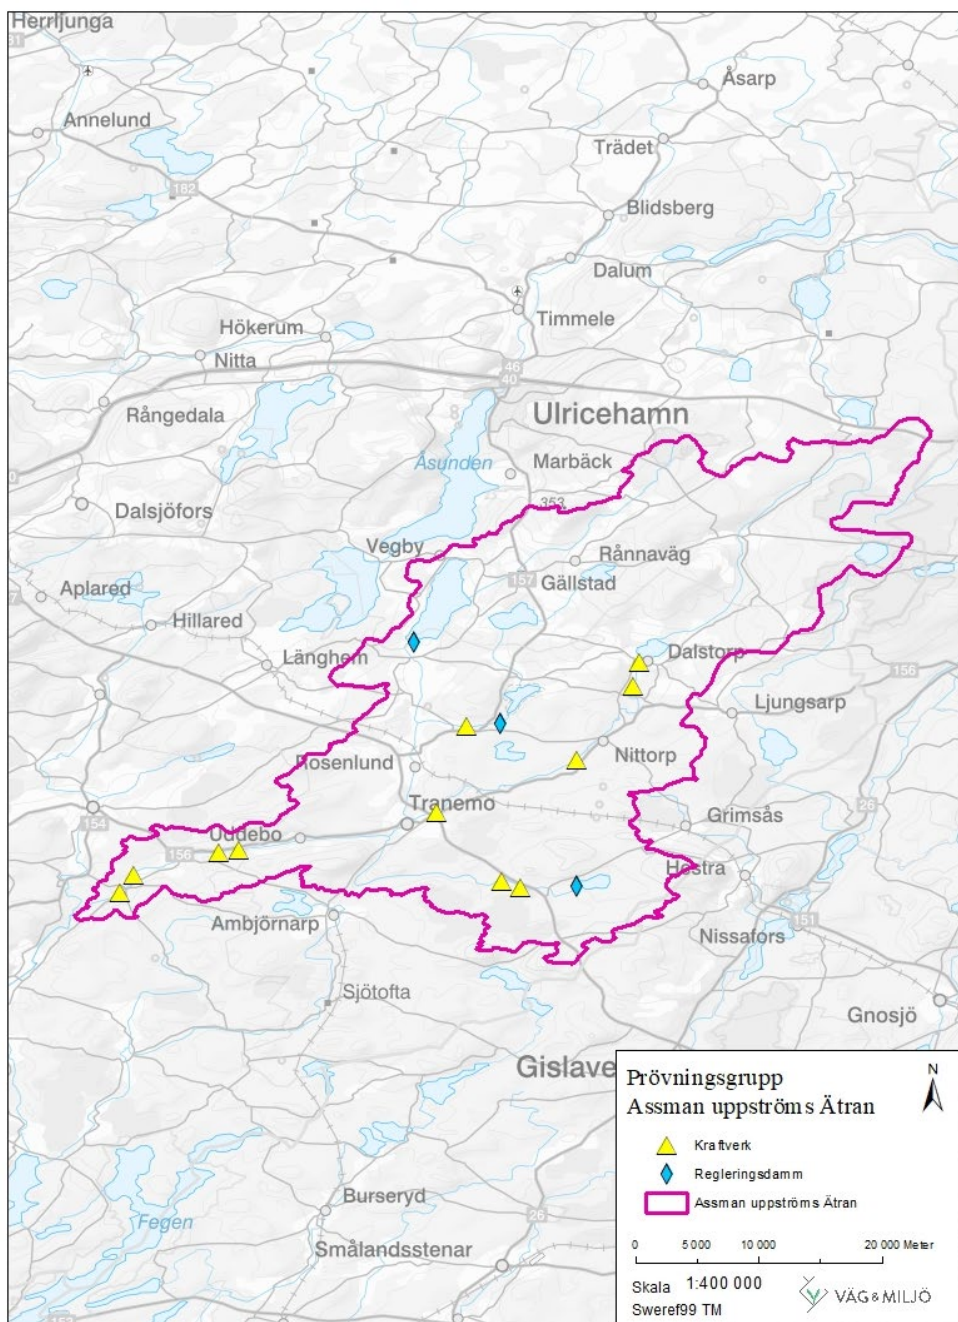 Herrljunga
Åsarp
Annelund
Trädet
182
Blidsberg
Dalum
Timmele
Hökerum
Nitta
46
40
Rångedala
Ulricehamn
Åsunden
Marbäck
Dalsjöfors
353
Vegby
Rånnaväg
157
Gällstad
Aplared
Hillared
Länghem
Dalstorp
156
Ljungsarp
Rosenlund
Nittorp
Tranemo
26
154
Uddebo
Grimsås
156
Hestra
Ambjörnarp
151
Nissafors
Sjötofta
Gnosjö
Gislave
Prövningsgrupp
Assman uppströms Ätran
N
Kraftverk
Regleringsdamm
Assman uppströms Ätran
Burseryd
Fegen
26
Smålandsstenar
0 5 000 10 000 20 000 Meter
Skala 1:400 000
Sweref99 TM
VÄG & MILJÖ